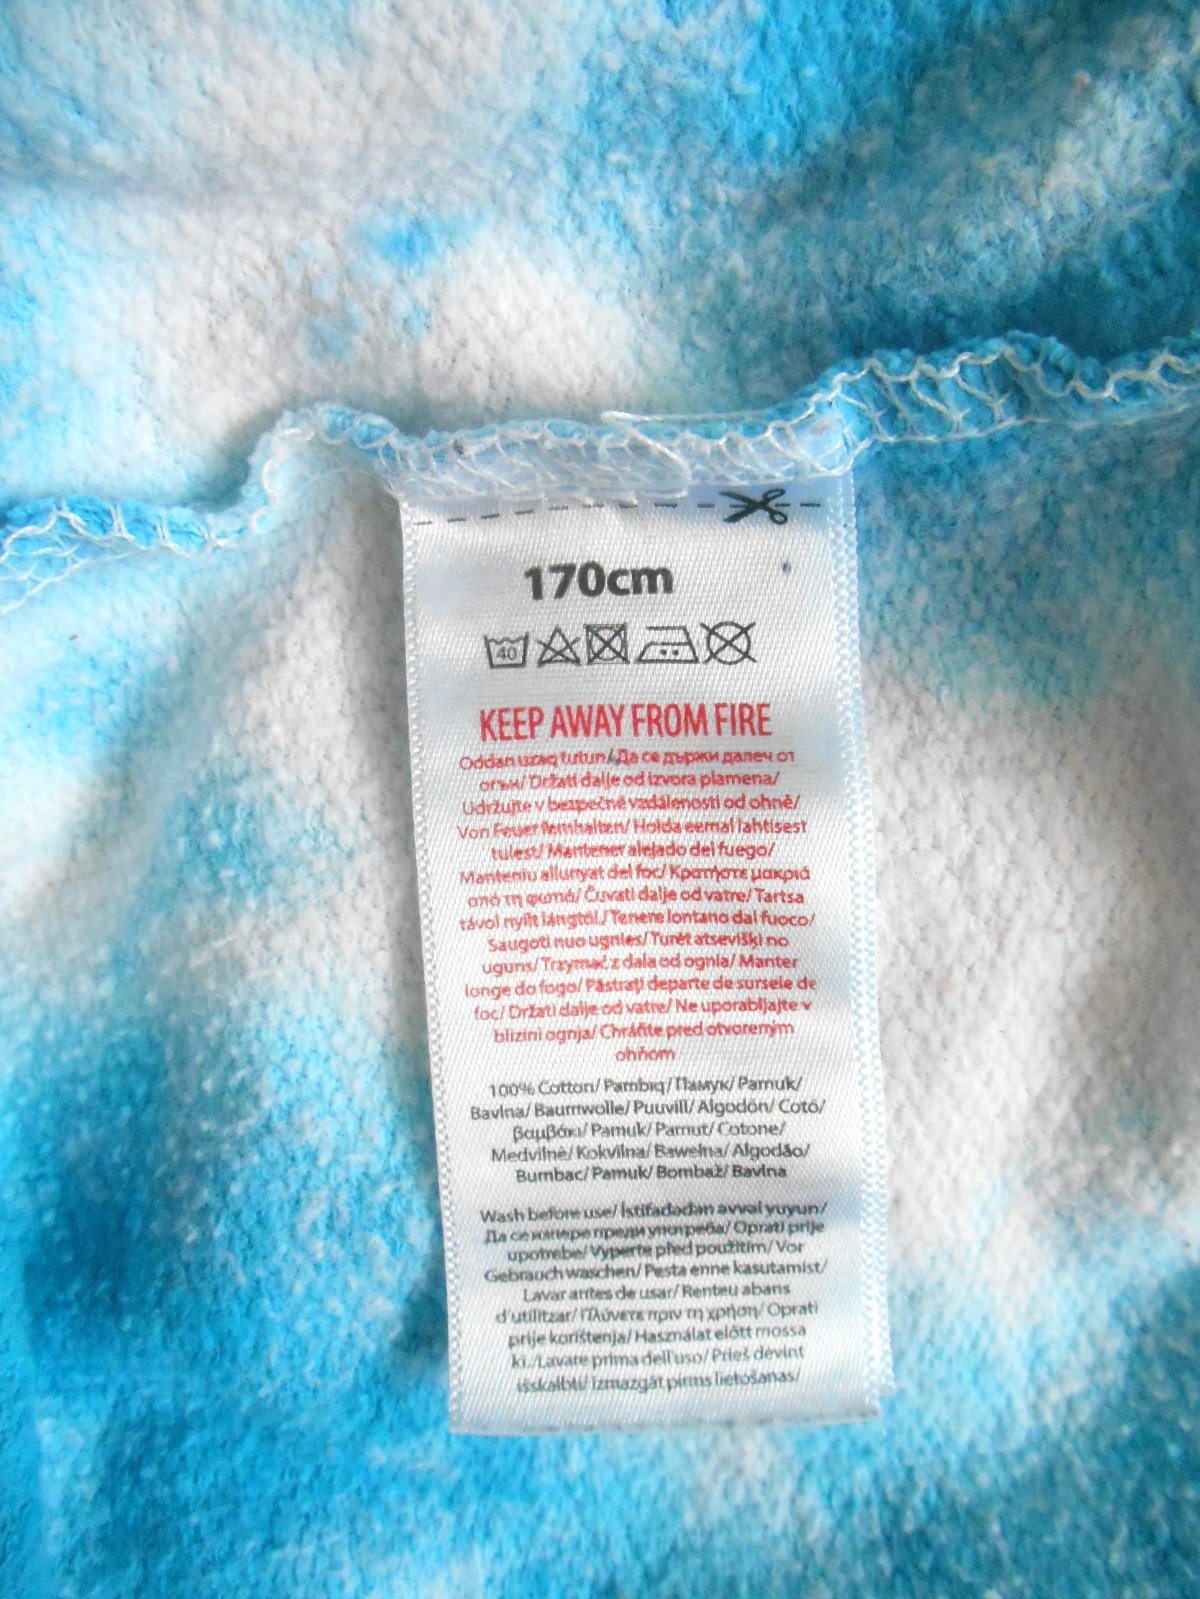 170cm
40
KEEP AWAY FROM FIRE
Oddan uzaq tutun/ Да се държи далеч от
огън/ Držati dalje od izvora plamena/
Udržujte v bezpečné vzdálenosti od ohně/
Von Feuer fernhalten/ Hoida eemal lahtisest
tulest/ Mantener alejado del fuego/
Manteniu allunyat del foc/ Κρατήστε μακριά
από τη φωτιά/ Čuvati dalje od vatre/ Tartsa
távol nyílt lángtól./ Tenere lontano dal fuoco/
Saugoti nuo ugnies/ Turēt atsevišķi no
uguns/ Trzymać z dala od ognia/ Manter
longe do fogo/ Păstrați departe de sursele de
foc/ Držati dalje od vatre/ Ne uporabljajte v
bližini ognja/ Chráňte pred otvoreným
ohňom
100% Cotton/ Pambıq/ Памук/ Pamuk/
Bavlna/ Baumwolle/ Puuvill/ Algodón/ Cotó/
βαμβάκι/ Pamuk/ Pamut/ Cotone/
Medvilnė/ Kokvilna/ Bawełna/ Algodão/
Bumbac/ Pamuk/ Bombaž/ Bavlna
Wash before use/ İstifadədən əvvəl yuyun/
Да се изпере преди употреба/ Oprati prije
upotrebe/ Vyperte před použitím/ Vor
Gebrauch waschen/ Pesta enne kasutamist/
Lavar antes de usar/ Renteu abans
d'utilitzar/ Πλύνετε πριν τη χρήση/ Oprati
prije korištenja/ Használat előtt mossa
ki./Lavare prima dell'uso/ Prieš dėvint
išskalbti/ Izmazgāt pirms lietošanas/